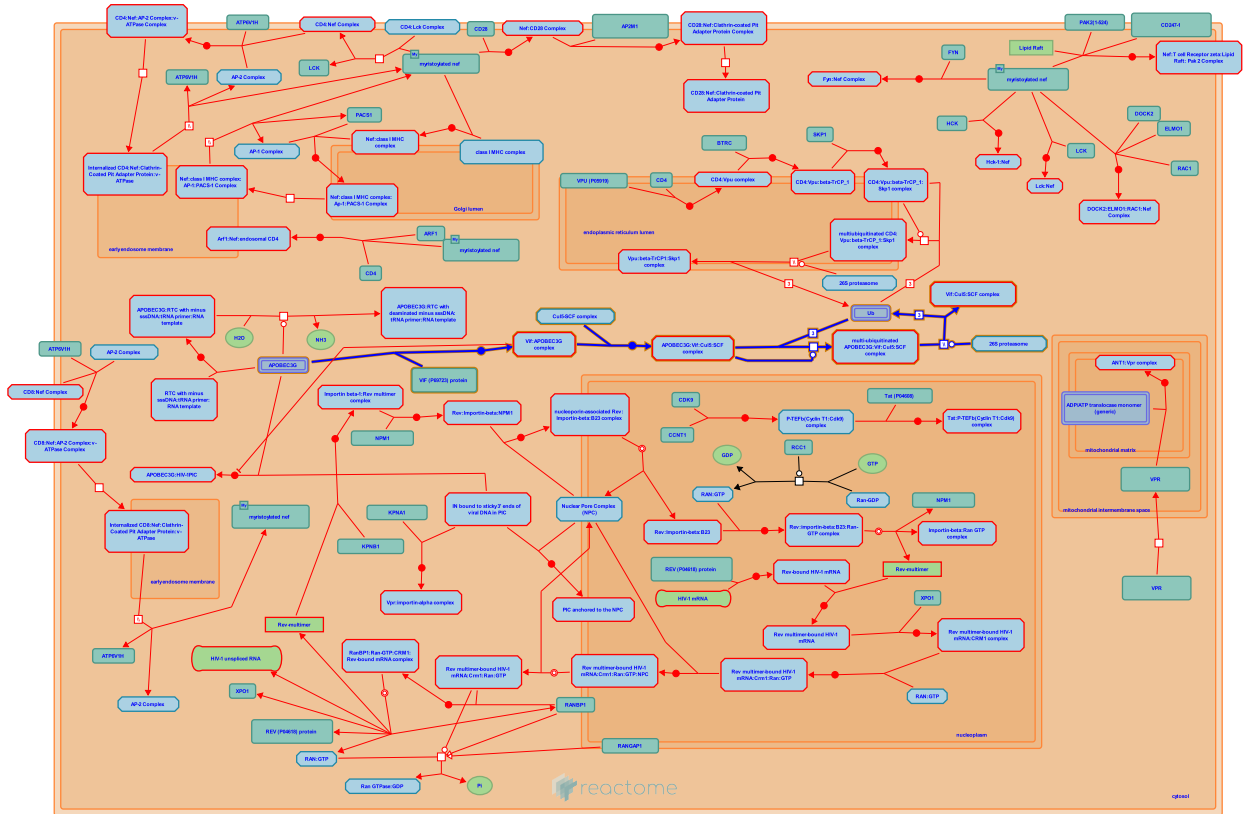 CD4:Nef:AP-2 Complex:v-
ATPase Complex
ATP6V1H
CD4:Nef Complex
CD4:Lck Complex
CD28
Nef:CD28 Complex
AP2M1
CD28:Nef:Clathrin-coated Pit
Adapter Protein Complex
PAK2(1-524)
CD247-1
LCK
myristoylated nef
ATP6V1H
AP-2 Complex
CD28:Nef:Clathrin-coated Pit
Adapter Protein
Lipid Raft
FYN
Fyn:Nef Complex
myristoylated nef
Nef:T cell Receptor zeta:Lipid
Raft: Pak 2 Complex
PACS1
AP-1 Complex
Nef:class I MHC
complex
class I MHC complex
Internalized CD4:Nef:Clathrin-
Coated Pit Adapter Protein:v-
ATPase
Nef:class I MHC complex:
AP-1:PACS-1 Complex
Nef:class I MHC complex:
Ap-1:PACS-1 Complex
Golgi lumen
early endosome membrane
HCK
Hck-1:Nef
LCK
Lck:Nef
DOCK2
ELMO1
RAC1
DOCK2:ELMO1:RAC1:Nef
Complex
BTRC
SKP1
VPU (P05919)
CD4
CD4:Vpu complex
CD4:Vpu:beta-TrCP_1
CD4:Vpu:beta-TrCP_1:
Skp1 complex
endoplasmic reticulum lumen
multiubiquitinated CD4:
Vpu:beta-TrCP_1:Skp1
complex
Vpu:beta-TrCP1:Skp1
complex
26S proteasome
Arf1:Nef:endosomal CD4
ARF1
myristoylated nef
CD4
APOBEC3G:RTC with minus
sssDNA:tRNA primer:RNA
template
H2O
NH3
APOBEC3G:RTC with
deaminated minus sssDNA:
tRNA primer:RNA template
Cul5-SCF complex
Ub
Vif:Cul5:SCF complex
ATP6V1H
AP-2 Complex
APOBEC3G
Vif:APOBEC3G
complex
APOBEC3G:Vif:Cul5:SCF
complex
multi-ubiquitinated
APOBEC3G:Vif:Cul5:SCF
complex
26S proteasome
CD8:Nef Complex
RTC with minus
sssDNA:tRNA primer:
RNA template
VIF (P69723) protein
ANT1:Vpr complex
ADP/ATP translocase monomer
(generic)
mitochondrial matrix
VPR
mitochondrial intermembrane space
VPR
CD8:Nef:AP-2 Complex:v-
ATPase Complex
Importin beta-1:Rev multimer
complex
NPM1
Rev:Importin-beta:NPM1
nucleoporin-associated Rev:
Importin-beta:B23 complex
CDK9
CCNT1
P-TEFb(Cyclin T1:Cdk9)
complex
Tat (P04608)
Tat:P-TEFb(Cyclin T1:Cdk9)
complex
APOBEC3G:HIV-1PIC
GDP
RCC1
GTP
RAN:GTP
Ran-GDP
Internalized CD8:Nef:Clathrin-
Coated Pit Adapter Protein:v-
ATPase
early endosome membrane
myristoylated nef
KPNA1
KPNB1
IN bound to sticky 3' ends of
viral DNA in PIC
Nuclear Pore Complex
(NPC)
Rev:Importin-beta:B23
Rev:Importin-beta:B23:Ran-
GTP complex
NPM1
Importin-beta:Ran GTP
complex
Vpr:importin-alpha complex
PIC anchored to the NPC
REV (P04618) protein
HIV-1 mRNA
Rev-bound HIV-1 mRNA
Rev-multimer
XPO1
Rev multimer-bound HIV-1
mRNA
Rev multimer-bound HIV-1
mRNA:CRM1 complex
ATP6V1H
AP-2 Complex
Rev-multimer
HIV-1 unspliced RNA
XPO1
REV (P04618) protein
RAN:GTP
RanBP1:Ran-GTP:CRM1:
Rev-bound mRNA complex
Rev multimer-bound HIV-1
mRNA:Crm1:Ran:GTP
Rev multimer-bound HIV-1
mRNA:Crm1:Ran:GTP:NPC
Rev multimer-bound HIV-1
mRNA:Crm1:Ran:GTP
RAN:GTP
RANBP1
RANGAP1
nucleoplasm
Ran GTPase:GDP
Pi
reactome
cytosol